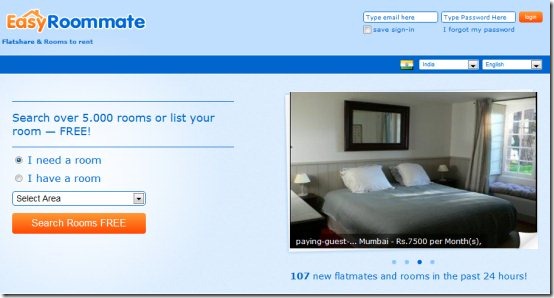 EasyRoommate
Flatshare & Rooms to rent
Type email here
Type Password Here
login
save sign-in
I forgot my password
India
English
Search over 5.000 rooms or list your
room — FREE!
I need a room
I have a room
Select Area
Search Rooms FREE
paying-guest-... Mumbai - Rs.7500 per Month(s),
107 new flatmates and rooms in the past 24 hours!